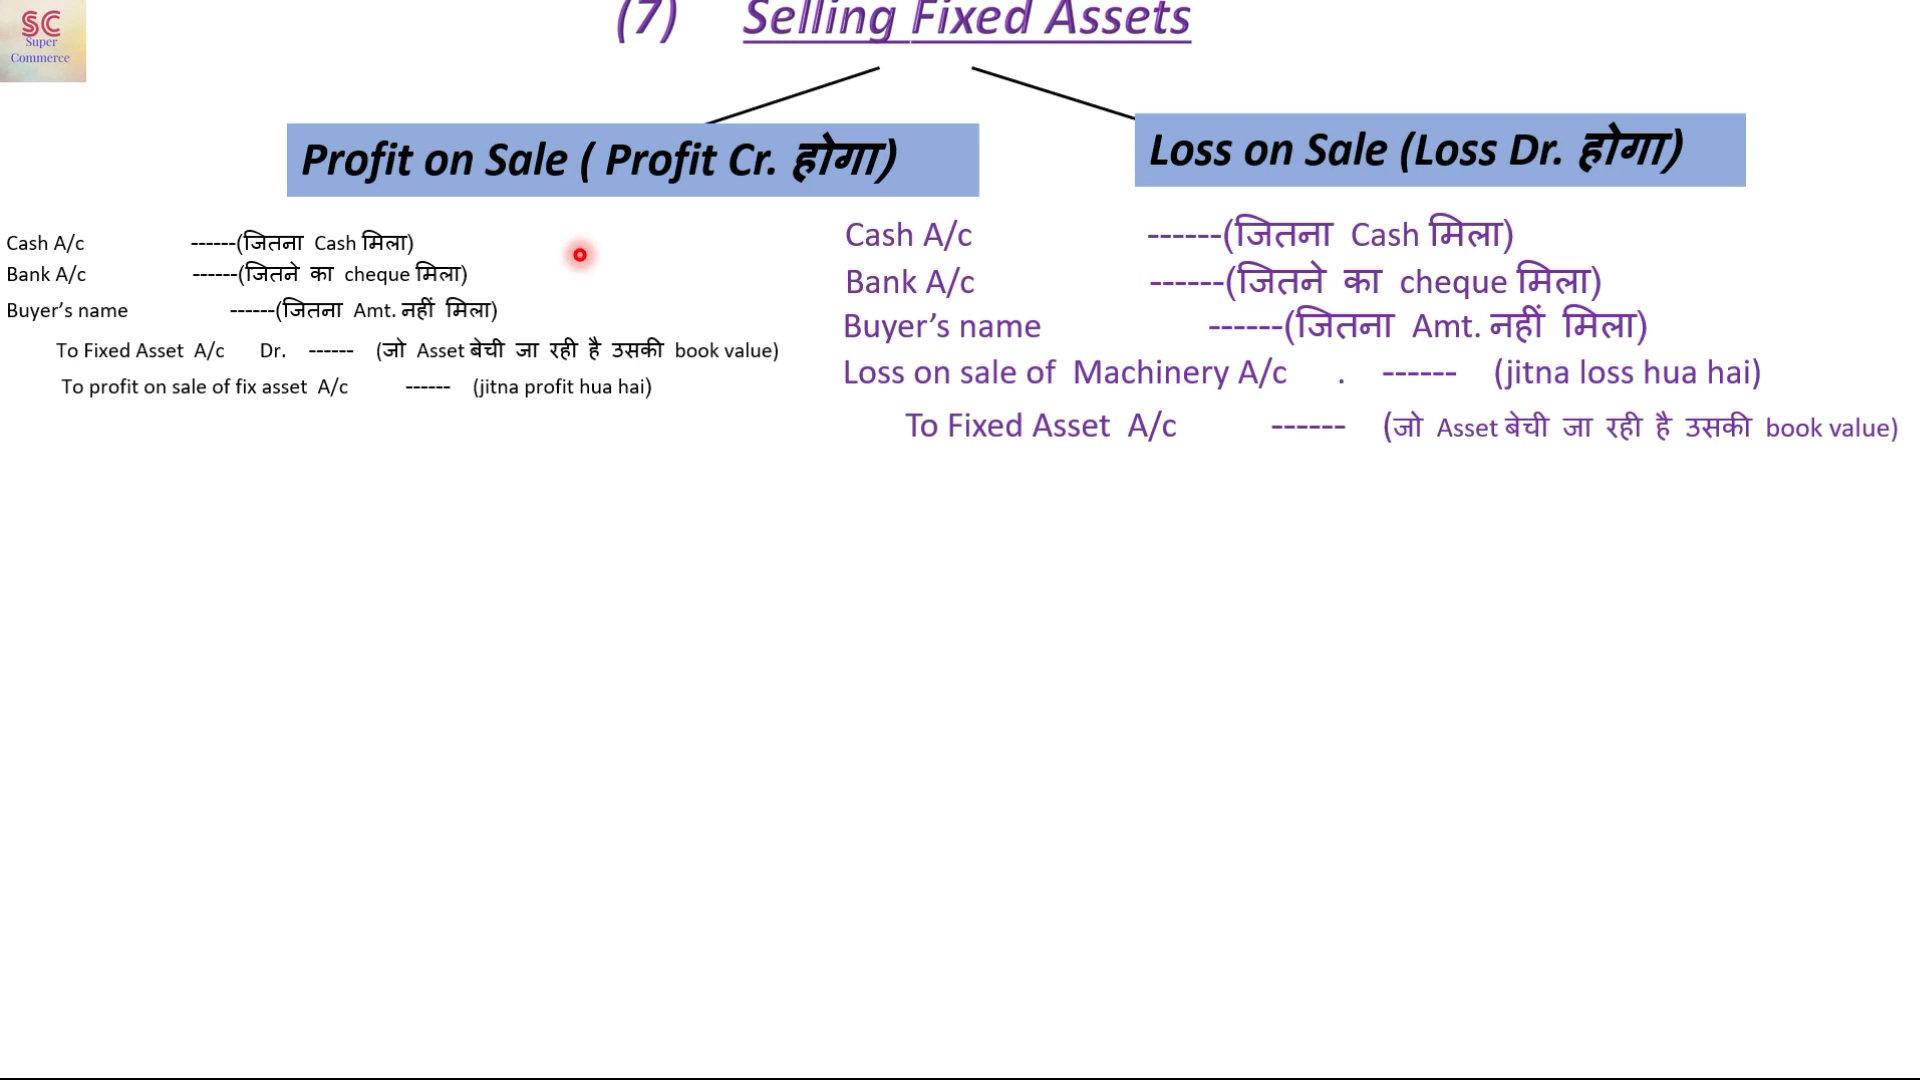 SC
Super
Commerce
(7) Selling Fixed Assets
Profit on Sale ( Profit Cr. होगा)
Cash A/c ------(जितना Cash मिला)
Bank A/c ------(जितने का cheque मिला)
Buyer’s name ------(जितना Amt. नहीं मिला)
To Fixed Asset A/c Dr. ------ (जो Asset बेची जा रही है उसकी book value)
To profit on sale of fix asset A/c ------ (jitna profit hua hai)
Loss on Sale (Loss Dr. होगा)
Cash A/c ------(जितना Cash मिला)
Bank A/c ------(जितने का cheque मिला)
Buyer’s name ------(जितना Amt. नहीं मिला)
Loss on sale of Machinery A/c . ------ (jitna loss hua hai)
To Fixed Asset A/c ------ (जो Asset बेची जा रही है उसकी book value)